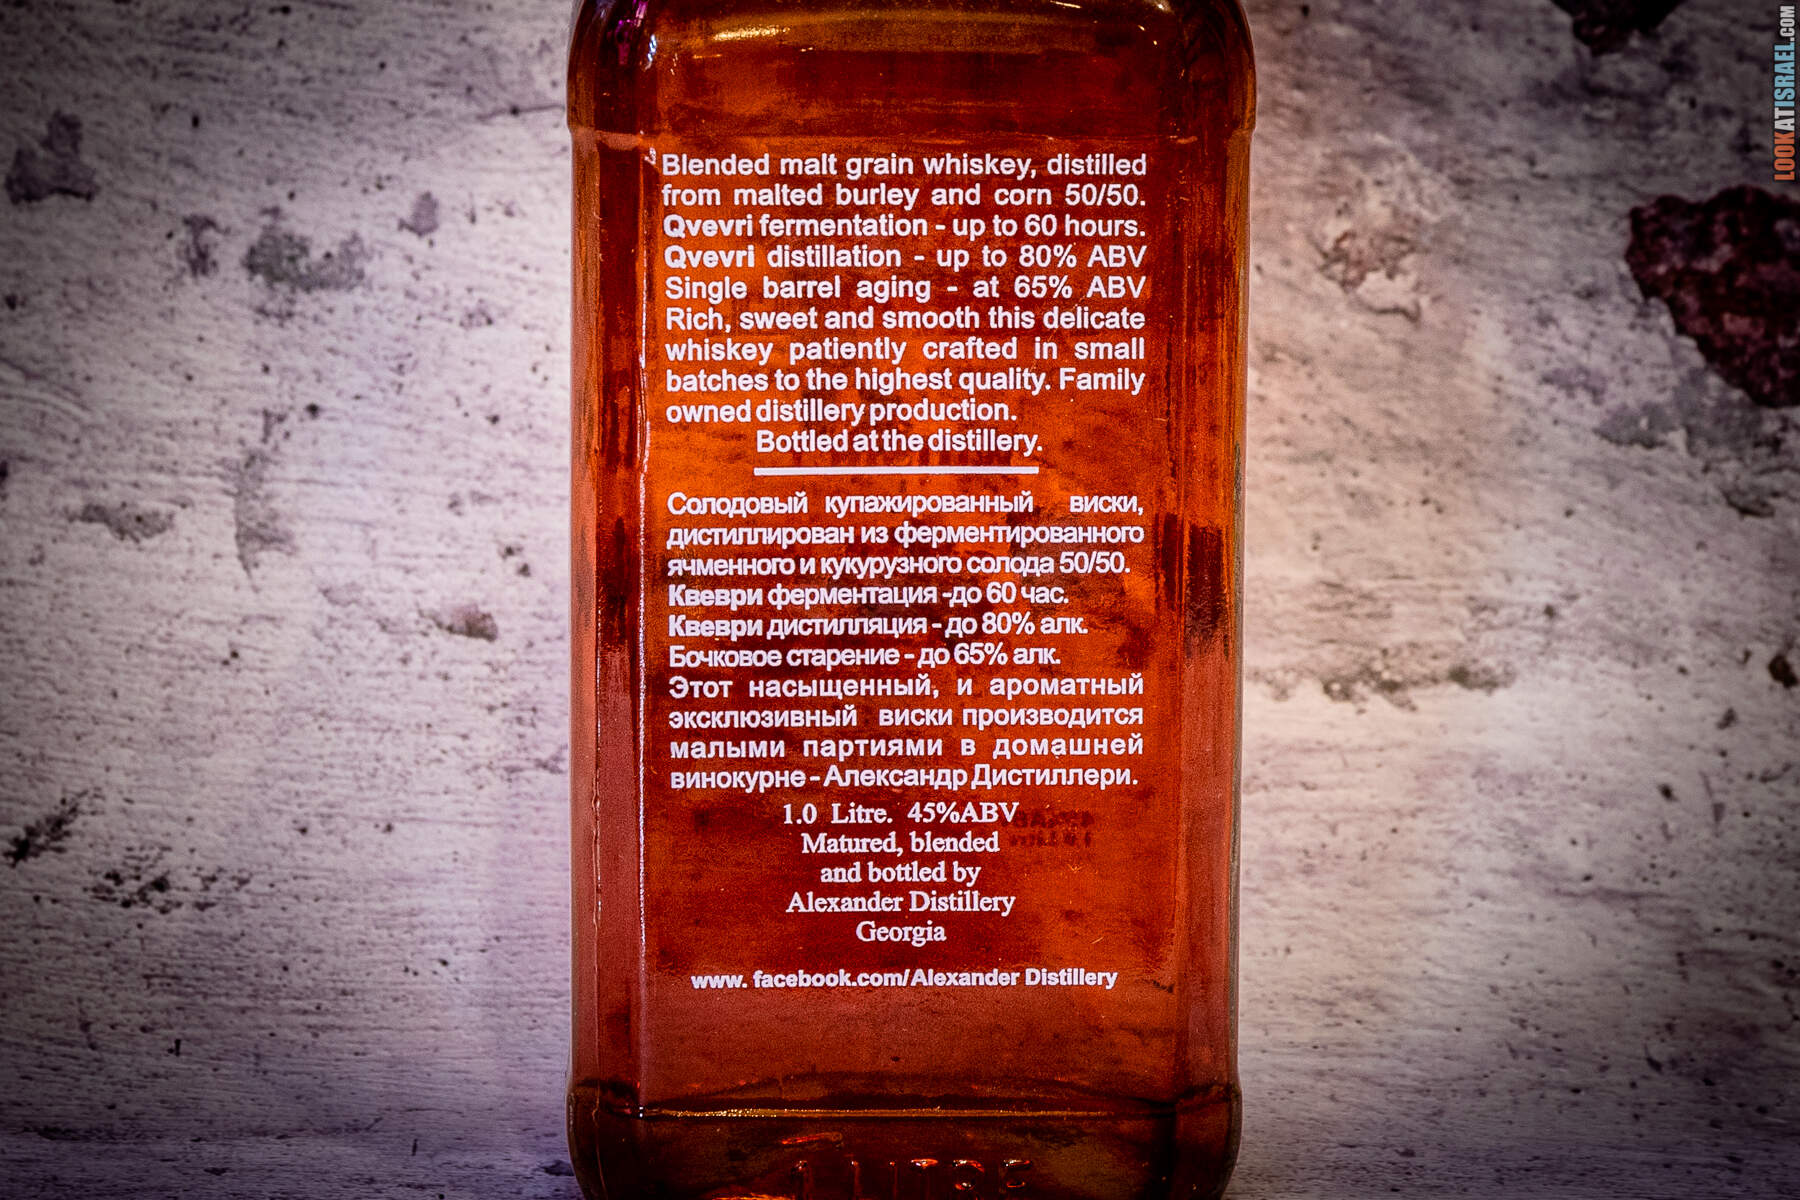 Blended malt grain whiskey, distilled
from malted burley and corn 50/50.
Qvevri fermentation - up to 60 hours.
Qvevri distillation - up to 80% ABV
Single barrel aging - at 65% ABV
Rich, sweet and smooth this delicate
whiskey patiently crafted in small
batches to the highest quality. Family
owned distillery production.
Bottled at the distillery.
Солодовый купажированный виски,
дистиллирован из ферментированного
ячменного и кукурузного солода 50/50.
Квеври ферментация -до 60 час.
Квеври дистилляция - до 80% алк.
Бочковое старение - до 65% алк.
Этот насыщенный, и ароматный
эксклюзивный виски производится
малыми партиями в домашней
винокурне - Александр Дистиллери.
1.0 Litre. 45%ABV
Matured, blended
and bottled by
Alexander Distillery
Georgia
www. facebook.com/Alexander Distillery
1 LITRE
LOOKATISRAEL.COM